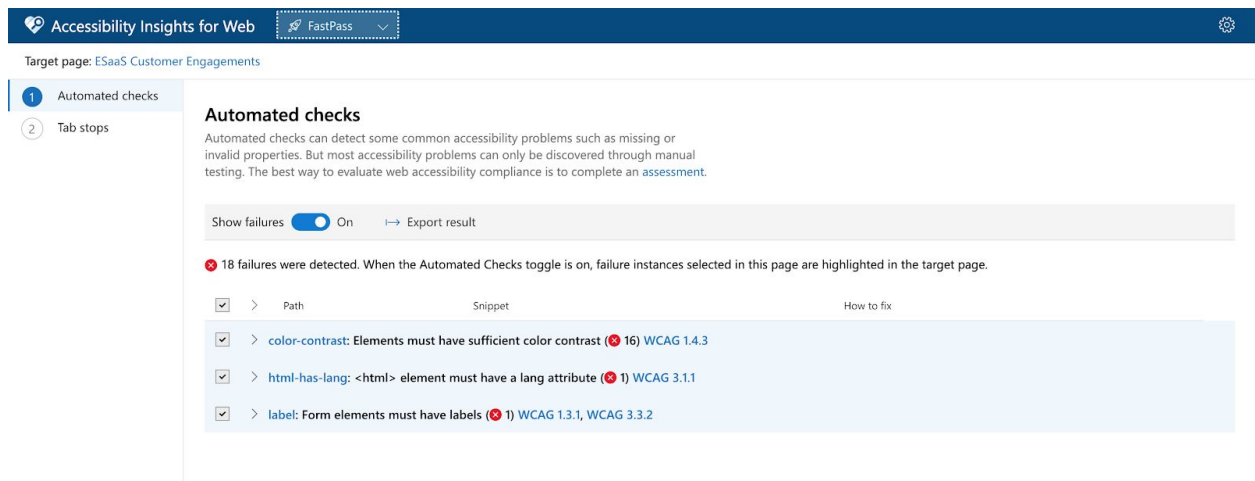 Accessibility Insights for Web FastPass
Target page: ESaaS Customer Engagements
1 Automated checks
2 Tab stops
Automated checks
Automated checks can detect some common accessibility problems such as missing or
invalid properties. But most accessibility problems can only be discovered through manual
testing. The best way to evaluate web accessibility compliance is to complete an assessment.
Show failures On Export result
18 failures were detected. When the Automated Checks toggle is on, failure instances selected in this page are highlighted in the target page.
Path Snippet How to fix
color-contrast: Elements must have sufficient color contrast ( 16) WCAG 1.4.3
html-has-lang: <html> element must have a lang attribute ( 1) WCAG 3.1.1
label: Form elements must have labels ( 1) WCAG 1.3.1, WCAG 3.3.2